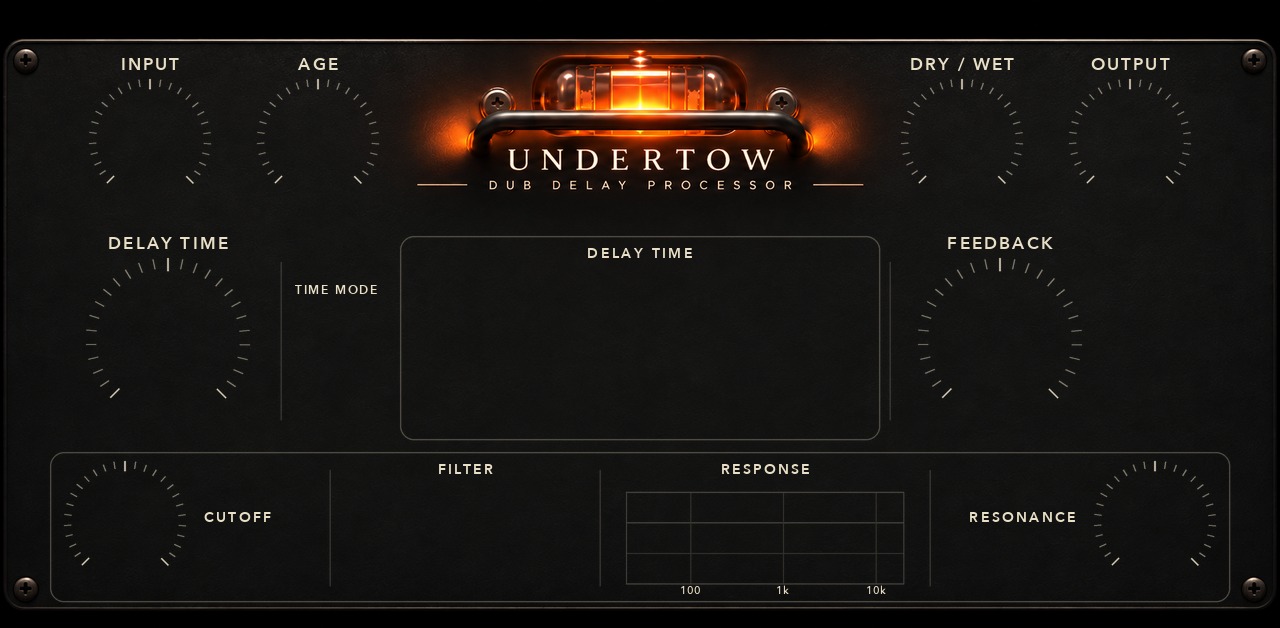 INPUT
AGE
DRY / WET
OUTPUT
UNDERTOW
DUB DELAY PROCESSOR
DELAY TIME
TIME MODE
DELAY TIME
FEEDBACK
CUTOFF
FILTER
RESPONSE
100 1k 10k
RESONANCE